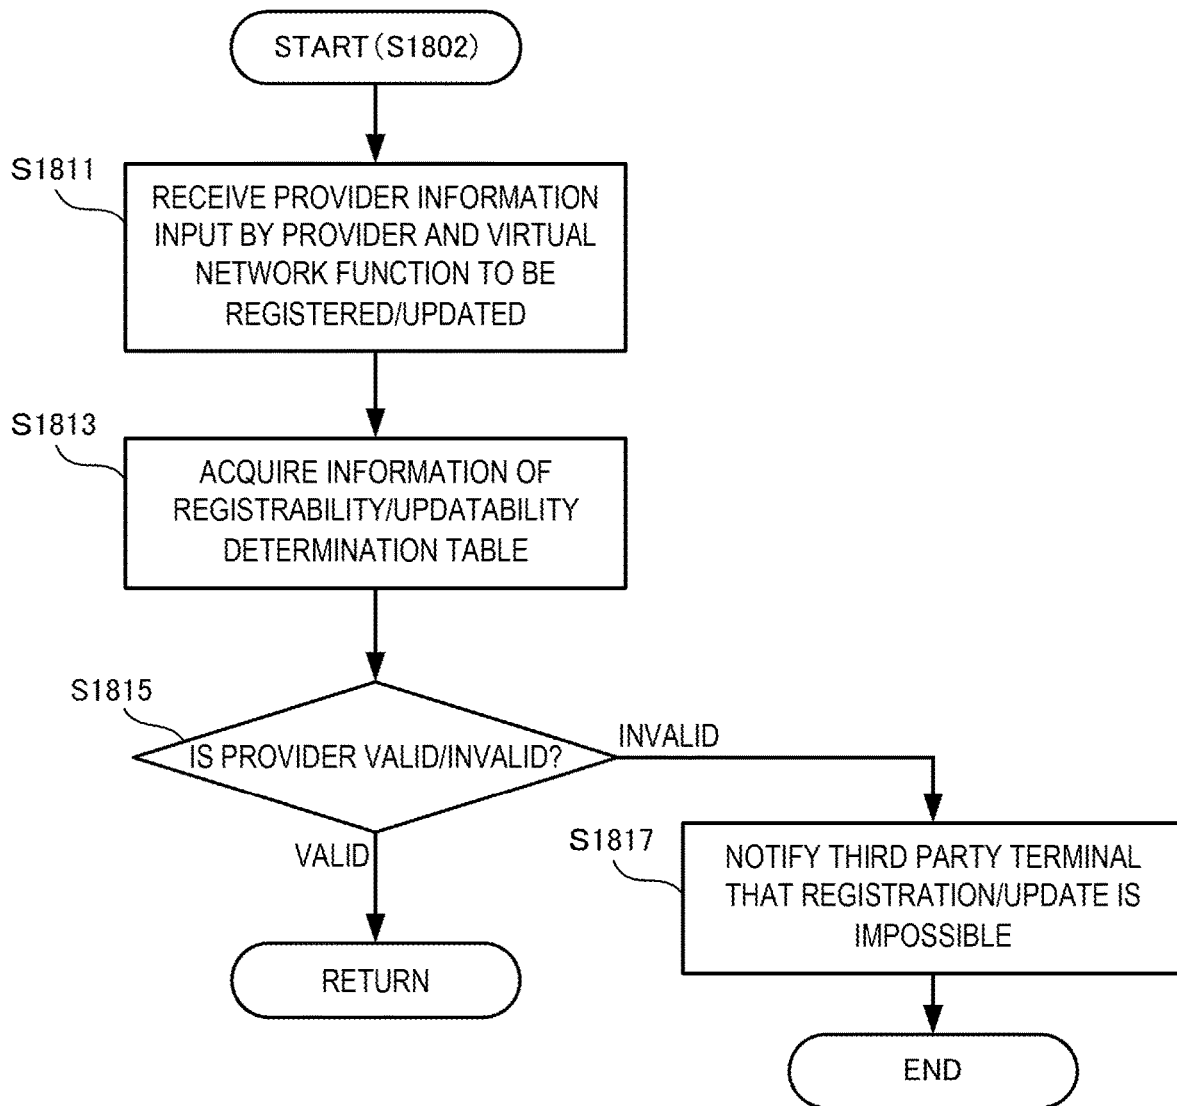 START(S1802)
S1811
RECEIVE PROVIDER INFORMATION
INPUT BY PROVIDER AND VIRTUAL
NETWORK FUNCTION TO BE
REGISTERED/UPDATED
S1813
ACQUIRE INFORMATION OF
REGISTRABILITY/UPDATABILITY
DETERMINATION TABLE
S1815
IS PROVIDER VALID/INVALID?
INVALID
VALID
S1817
NOTIFY THIRD PARTY TERMINAL
THAT REGISTRATION/UPDATE IS
IMPOSSIBLE
RETURN
END